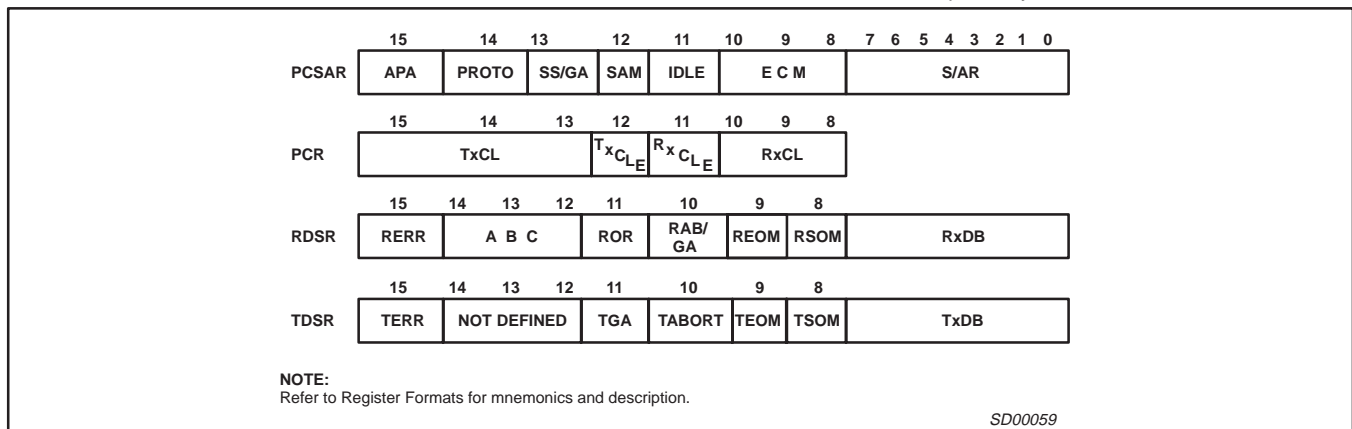 15 14 13 12 11 10 9 8 7 6 5 4 3 2 1 0
PCSAR APA PROTO SS/GA SAM IDLE E C M S/AR
15 14 13 12 11 10 9 8
PCR TxCL TxCLE RxCLE RxCL
15 14 13 12 11 10 9 8
RDSR RERR A B C ROR RAB/GA REOM RSOM RxDB
15 14 13 12 11 10 9 8
TDSR TERR NOT DEFINED TGA TABORT TEOM TSOM TxDB
NOTE:
Refer to Register Formats for mnemonics and description.
SD00059